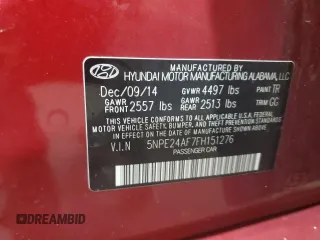 MANUFACTURED BY
HYUNDAI MOTOR MANUFACTURING ALABAMA, LLC
Dec/09/14 GVWR 4497 lbs PAINT TR
GAWR FRONT 2557 lbs GAWR REAR 2513 lbs TRIM GG
THIS VEHICLE CONFORMS TO ALL APPLICABLE FEDERAL
MOTOR VEHICLE SAFETY, BUMPER, AND THEFT PREVENTION STANDARDS
IN EFFECT ON THE DATE OF MANUFACTURE SHOWN ABOVE.
V.I.N 5NPE24AF7FH151276
PASSENGER CAR
DREAMBID